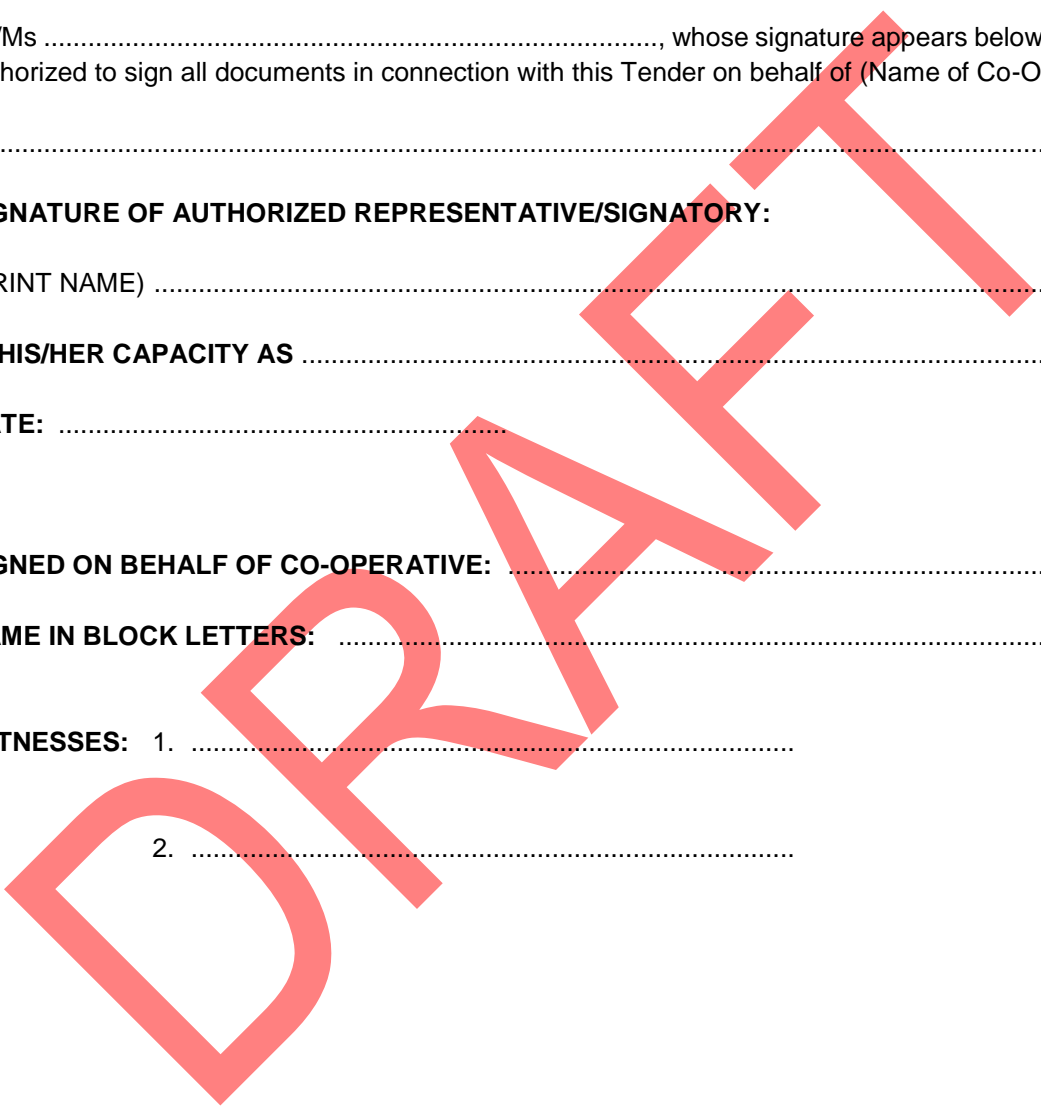 /Ms ...................................................................................., whose signature appears below
horized to sign all documents in connection with this Tender on behalf of (Name of Co-O
................................................................................................................................................
GNATURE OF AUTHORIZED REPRESENTATIVE/SIGNATORY:
RINT NAME) .........................................................................................................................
HIS/HER CAPACITY AS .....................................................................................................
TE: .............................................................
GNED ON BEHALF OF CO-OPERATIVE: ........................................................................
ME IN BLOCK LETTERS: ................................................................................................
TNESSES: 1. ..................................................................................
2. ..................................................................................
DRAFT